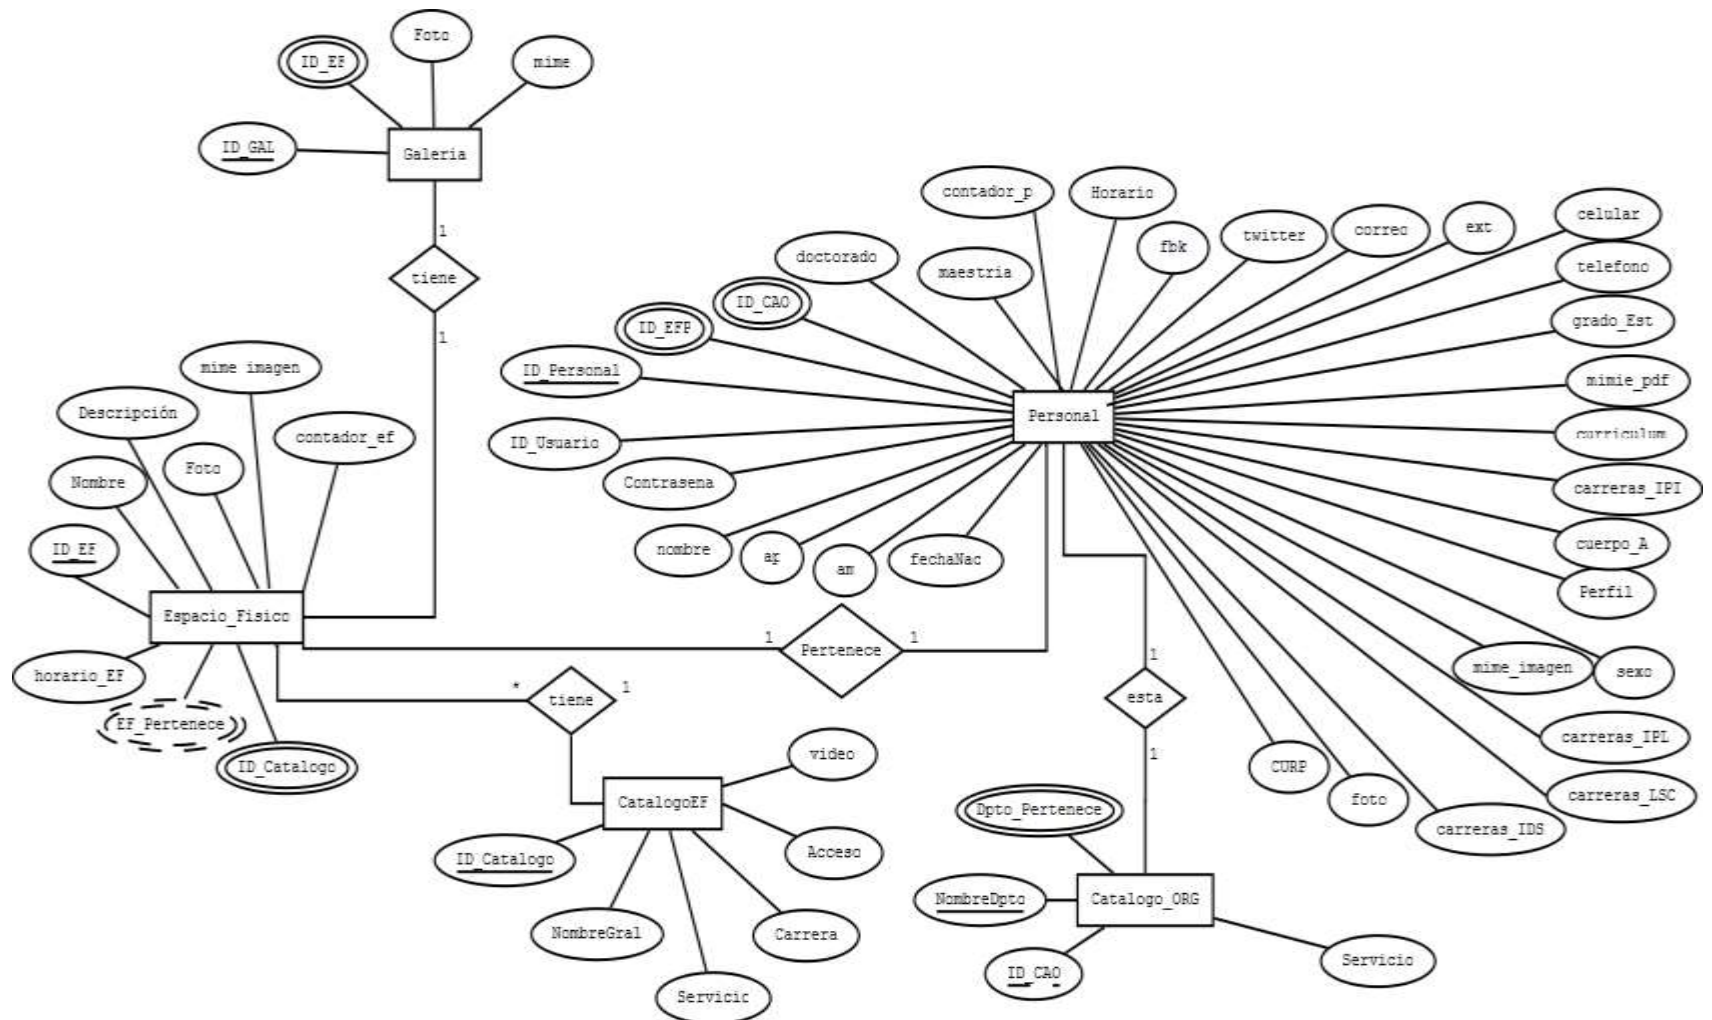 Foto
ID_EF
mime
ID_GAL
Galeria
1
tiene
1
contador_p
Horario
fbk
twitter
correo
ext
celular
telefono
grado_Est
mimie_pdf
curriculum
carreras_IPI
cuerpo_A
Perfil
sexo
mime_imagen
carreras_IPL
carreras_LSC
carreras_IDS
foto
CURP
doctorado
maestria
ID_CAO
ID_EFP
ID_Personal
ID_Usuario
Contrasena
nombre
ap
am
fechaNac
Personal
mime imagen
Descripción
contador_ef
Foto
Nombre
ID_EF
Espacio_Fisico
horario_EF
EF_Pertenece
ID_Catalogo
1
Pertenece
1
*
tiene
1
1
esta
1
video
CatalogoEF
Acceso
ID_Catalogo
NombreGral
Carrera
Servicio
Dpto_Pertenece
NombreDpto
Catalogo_ORG
ID_CAO
Servicio